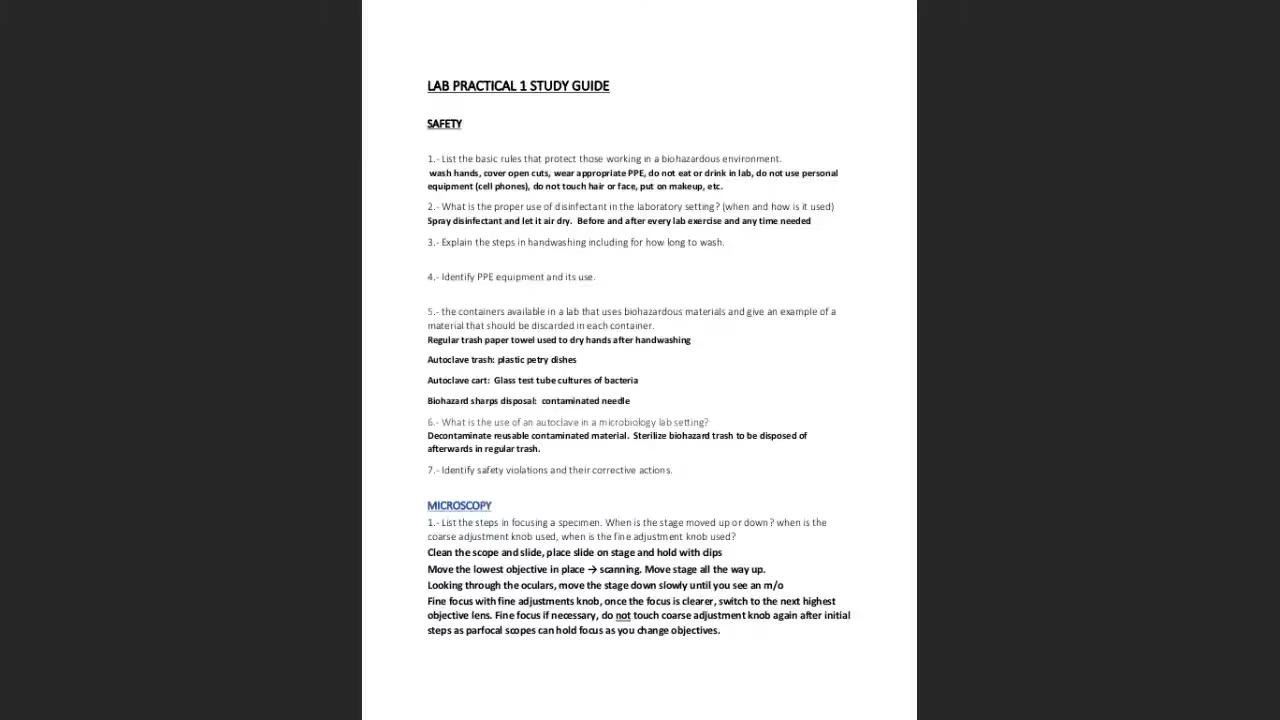 LAB PRACTICAL 1 STUDY GUIDE
SAFETY
1.- List the basic rules that protect those working in a biohazardous environment.
wash hands, cover open cuts, wear appropriate PPE, do not eat or drink in lab, do not use personal
equipment (cell phones), do not touch hair or face, put on makeup, etc.
2.- What is the proper use of disinfectant in the laboratory setting? (when and how is it used)
Spray disinfectant and let it air dry. Before and after every lab exercise and any time needed
3.- Explain the steps in handwashing including for how long to wash.
4.- Identify PPE equipment and its use.
5.- the containers available in a lab that uses biohazardous materials and give an example of a
material that should be discarded in each container.
Regular trash paper towel used to dry hands after handwashing
Autoclave trash: plastic petry dishes
Autoclave cart: Glass test tube cultures of bacteria
Biohazard sharps disposal: contaminated needle
6.- What is the use of an autoclave in a microbiology lab setting?
Decontaminate reusable contaminated material. Sterilize biohazard trash to be disposed of
afterwards in regular trash.
7.- Identify safety violations and their corrective actions.
MICROSCOPY
1.- List the steps in focusing a specimen. When is the stage moved up or down? when is the
coarse adjustment knob used, when is the fine adjustment knob used?
Clean the scope and slide, place slide on stage and hold with clips
Move the lowest objective in place → scanning. Move stage all the way up.
Looking through the oculars, move the stage down slowly until you see an m/o
Fine focus with fine adjustments knob, once the focus is clearer, switch to the next highest
objective lens. Fine focus if necessary, do not touch coarse adjustment knob again after initial
steps as parfocal scopes can hold focus as you change objectives.